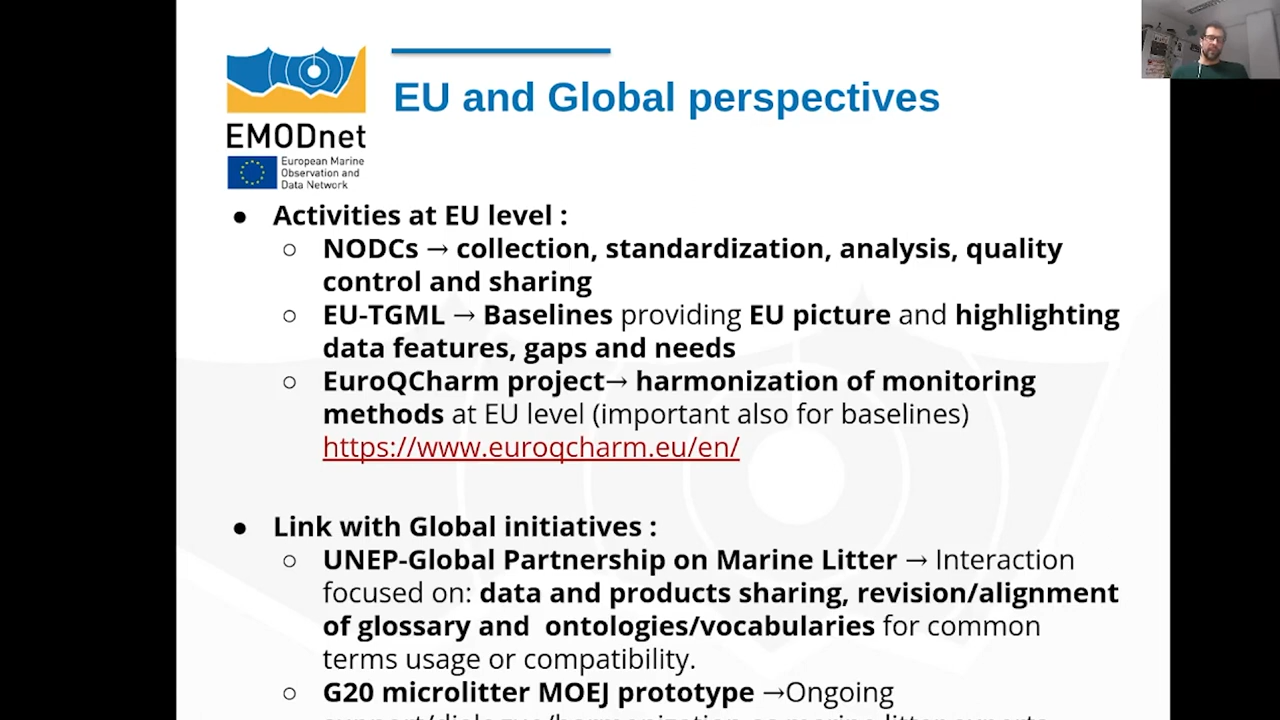 EMODnet
European Marine
Observation and
Data Network
EU and Global perspectives
● Activities at EU level :
○ NODCs → collection, standardization, analysis, quality
control and sharing
○ EU-TGML → Baselines providing EU picture and highlighting
data features, gaps and needs
○ EuroQCharm project→ harmonization of monitoring
methods at EU level (important also for baselines)
https://www.euroqcharm.eu/en/
● Link with Global initiatives :
○ UNEP-Global Partnership on Marine Litter → Interaction
focused on: data and products sharing, revision/alignment
of glossary and ontologies/vocabularies for common
terms usage or compatibility.
○ G20 microlitter MOEJ prototype →Ongoing